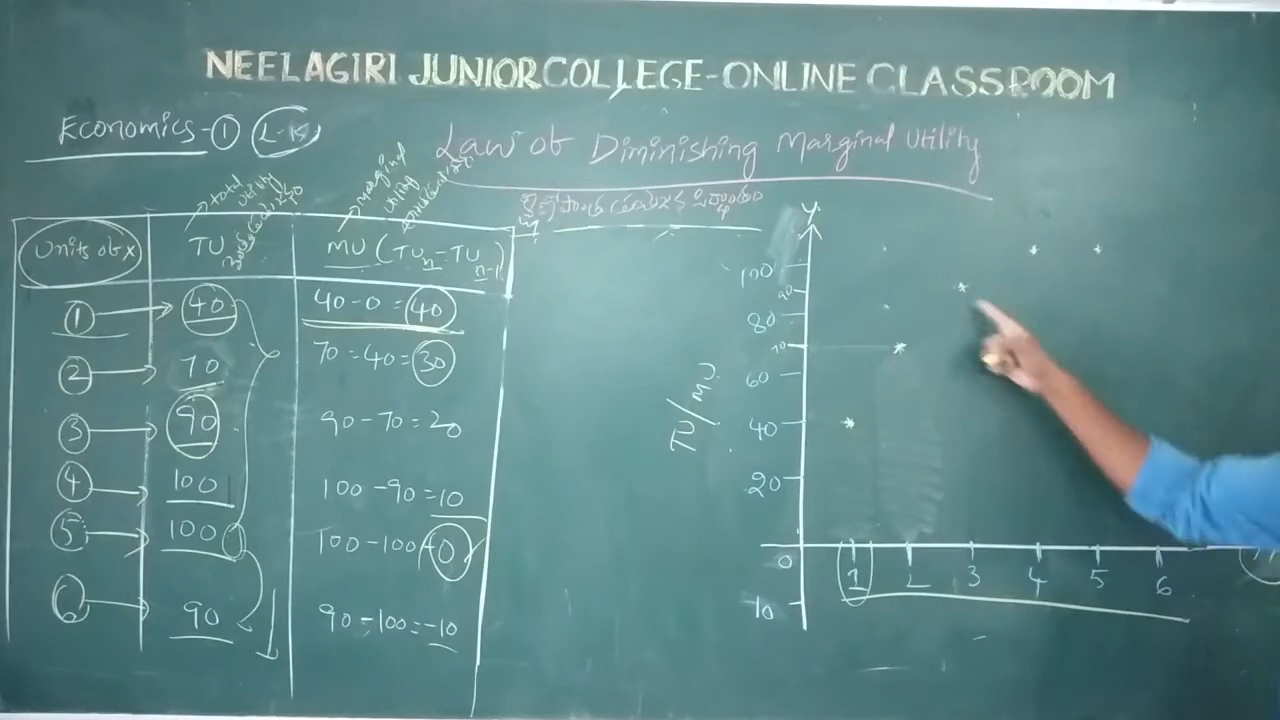 NEELAGIRI JUNIOR COLLEGE-ONLINE CLASSROOM
Economics-① L-15
Law of Diminishing Marginal Utility
total utility
marginal utility
Units of x TU MU (TUn-TUn-1)
1 40 40-0=40
2 70 70-40=30
3 90 90-70=20
4 100 100-90=10
5 100 100-100=0
6 90 90-100=-10
y
100
90
80
70
60
40
20
0
-10
TU/MU
1 2 3 4 5 6